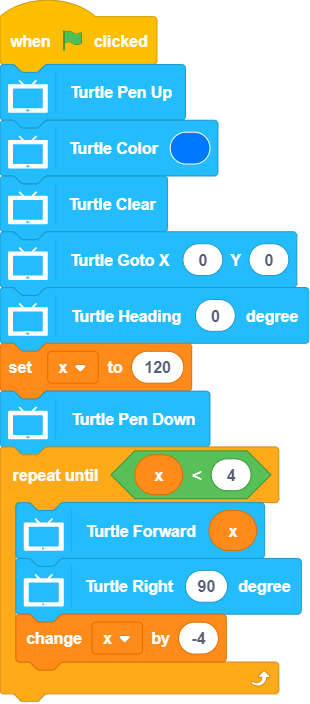 when clicked
Turtle Pen Up
Turtle Color
Turtle Clear
Turtle Goto X 0 Y 0
Turtle Heading 0 degree
set x to 120
Turtle Pen Down
repeat until x < 4
Turtle Forward x
Turtle Right 90 degree
change x by -4